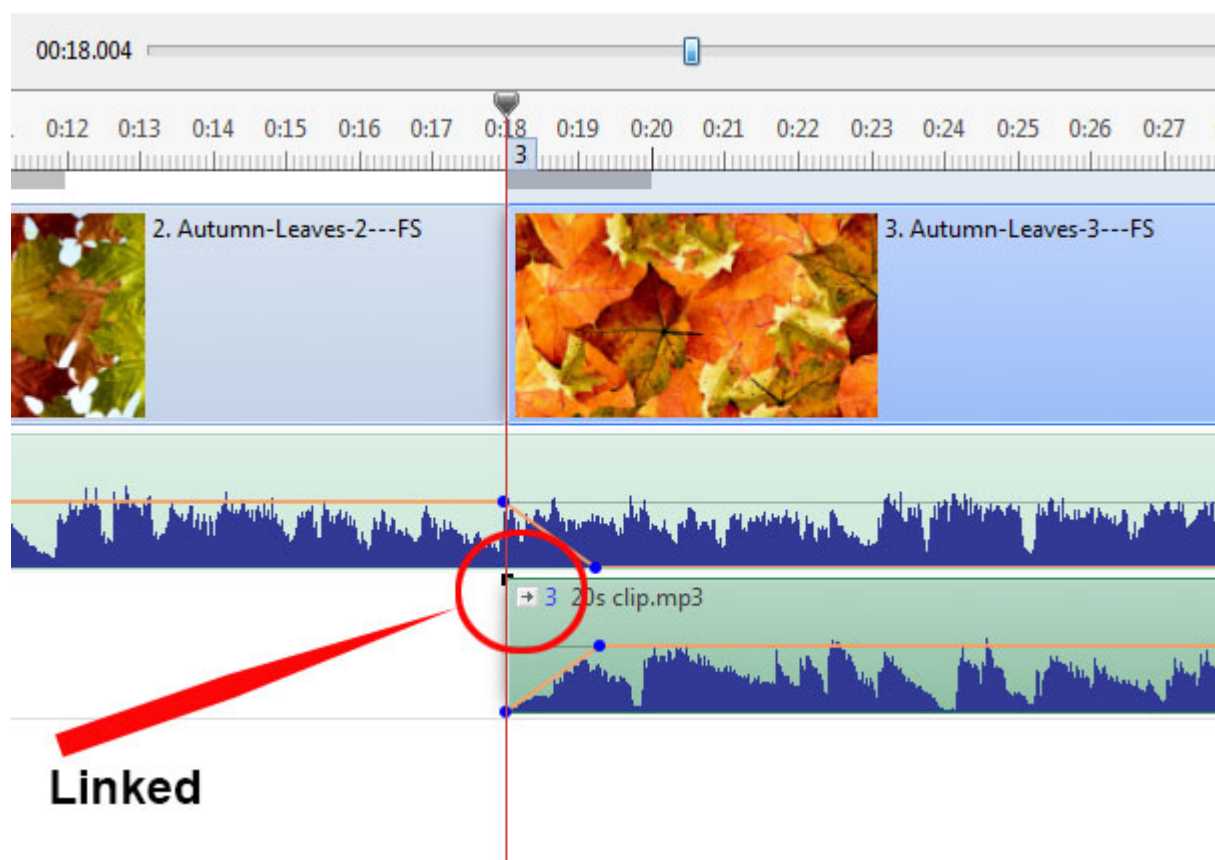 00:18.004
0:12 0:13 0:14 0:15 0:16 0:17 0:18 0:19 0:20 0:21 0:22 0:23 0:24 0:25 0:26 0:27
3
2. Autumn-Leaves-2---FS 3. Autumn-Leaves-3---FS
3 20s clip.mp3
Linked